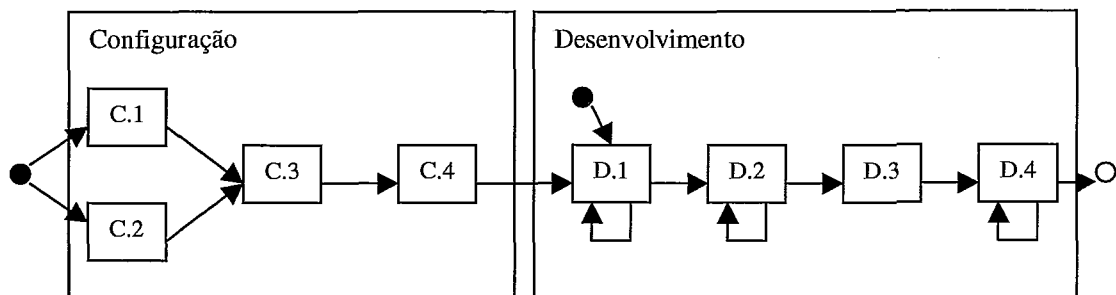 Configuração
Desenvolvimento
C.1
C.2
C.3
C.4
D.1
D.2
D.3
D.4